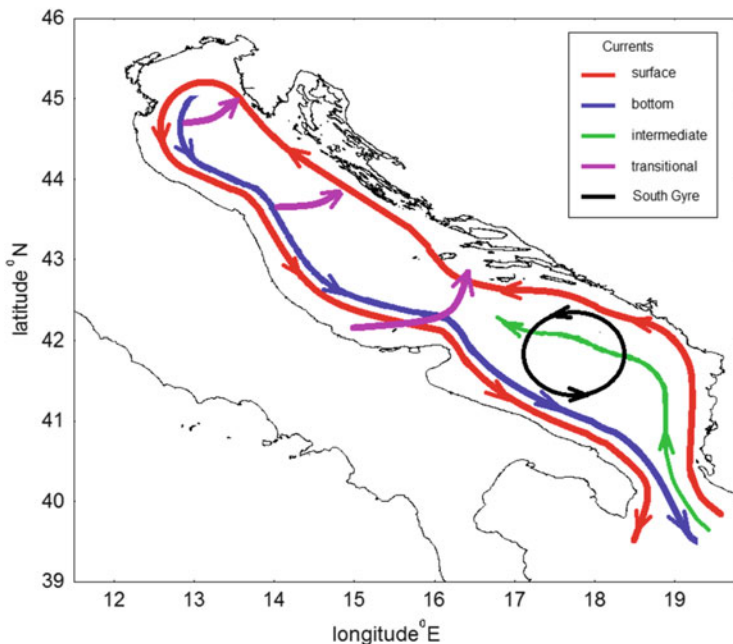 46
45
44
43
42
41
40
39
latitude°N
12
13
14
15
16
17
18
19
longitude°E
Currents
surface
bottom
intermediate
transitional
South Gyre